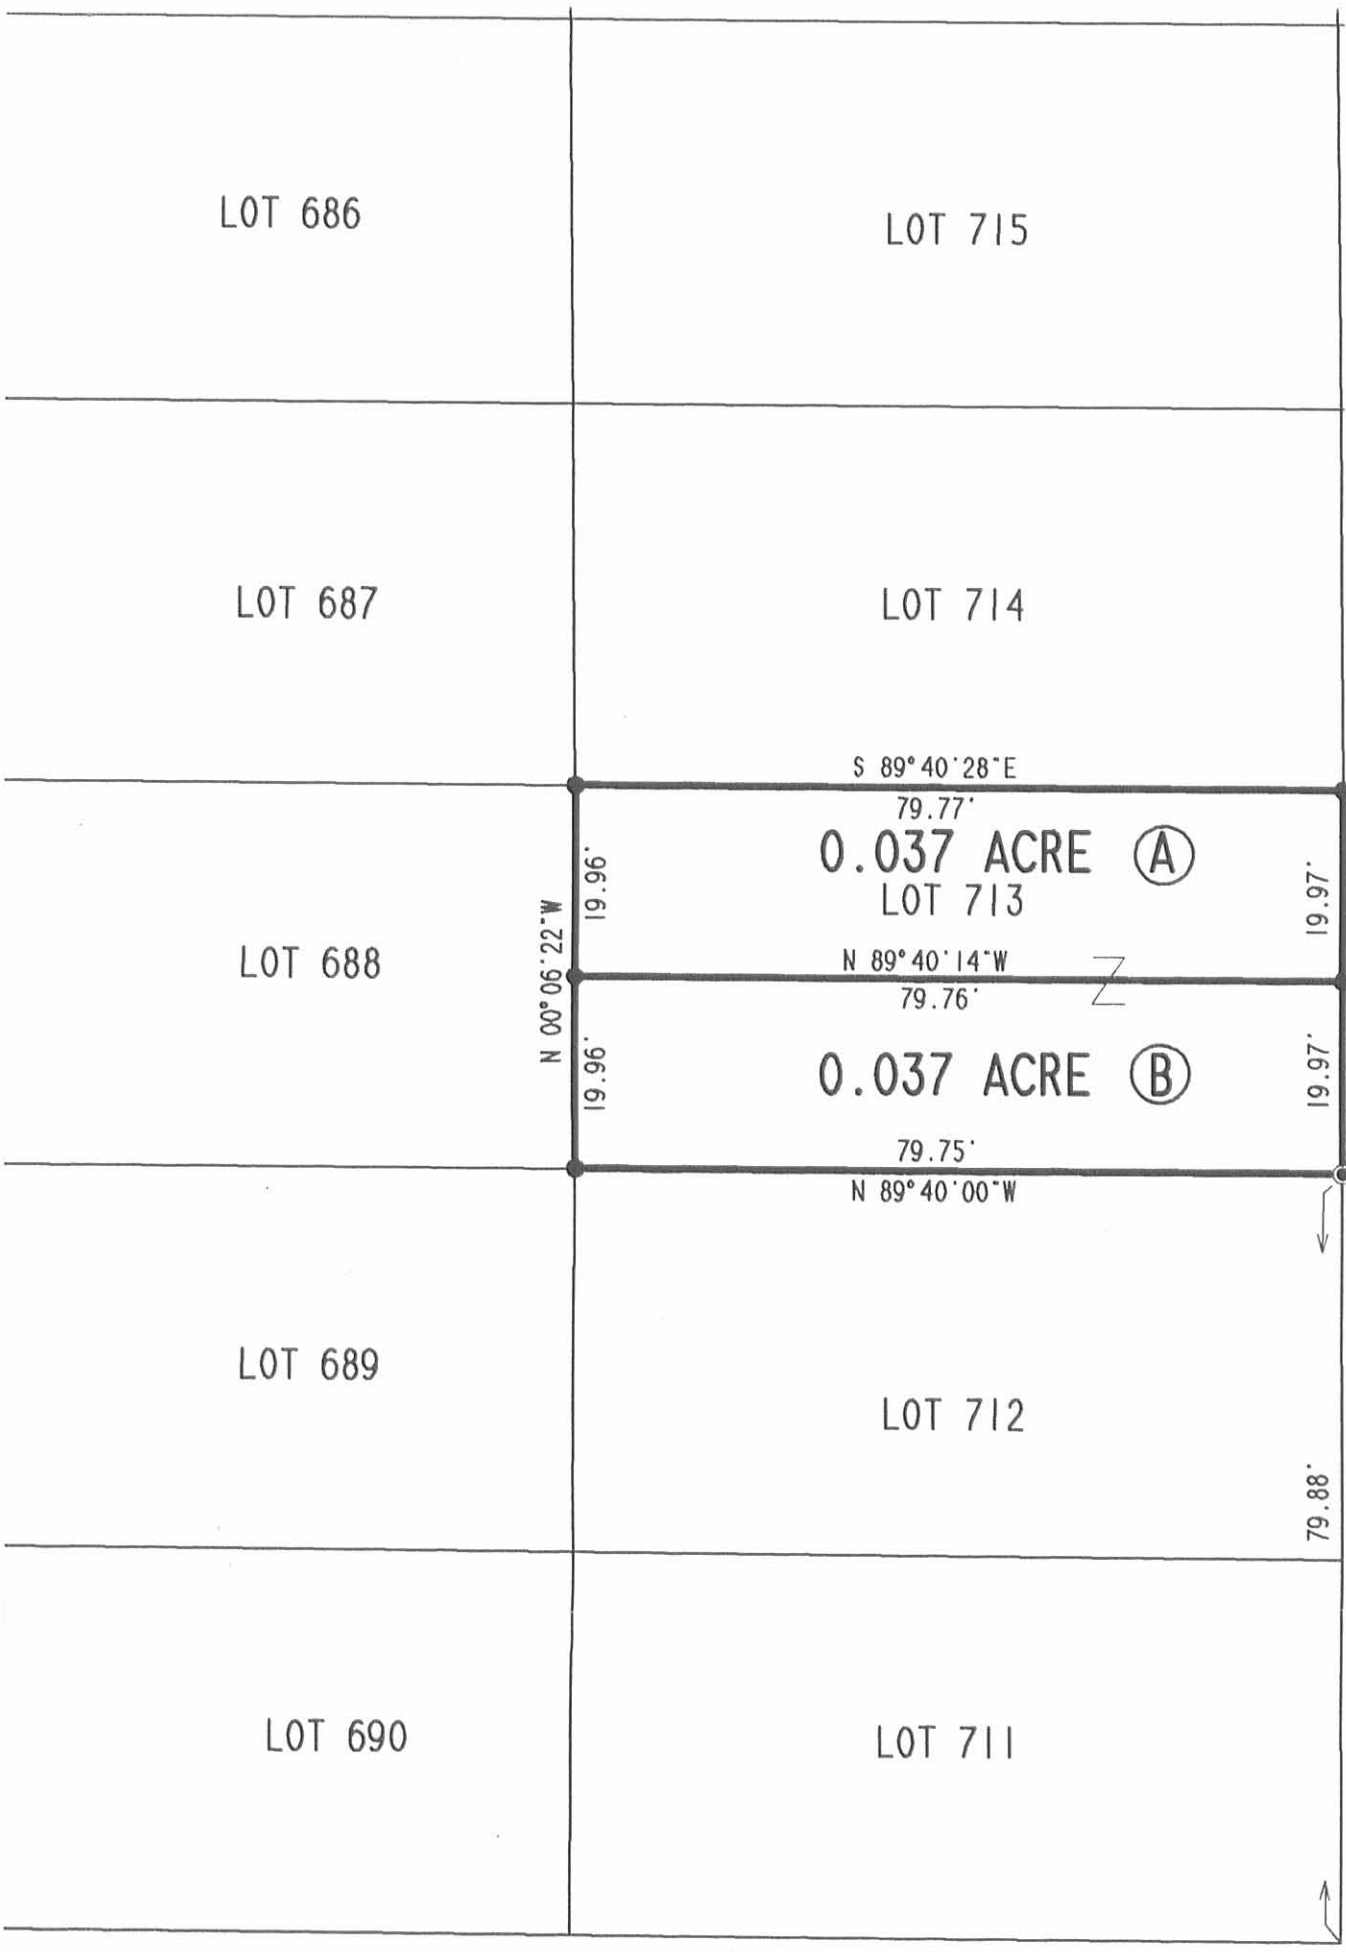 LOT 686
LOT 715
LOT 687
LOT 714
S 89°40'28"E
79.77'
0.037 ACRE Ⓐ
LOT 713
19.96'
19.97'
N 00°06'22"W
LOT 688
N 89°40'14"W
79.76'
0.037 ACRE Ⓑ
19.96'
19.97'
79.75'
N 89°40'00"W
LOT 689
LOT 712
79.88'
LOT 690
LOT 711